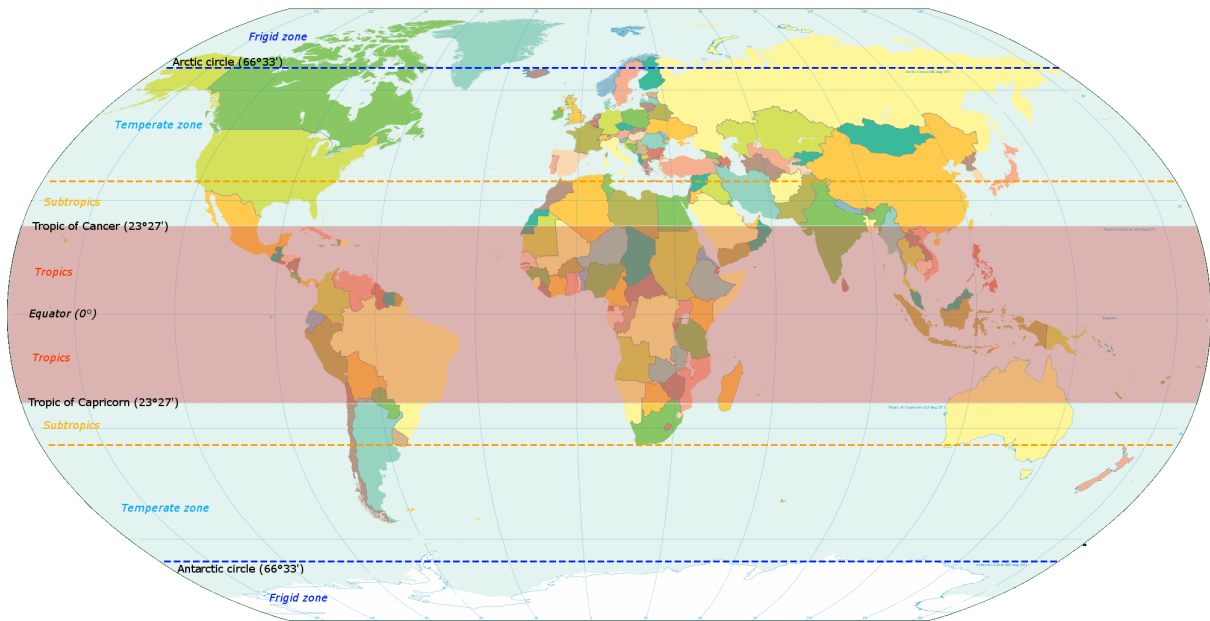 Frigid zone
Arctic circle (66°33')
Temperate zone
Subtropics
Tropic of Cancer (23°27')
Tropics
Equator (0°)
Equator
Tropics
Tropic of Capricorn (23°27')
Subtropics
Temperate zone
Antarctic circle (66°33')
Frigid zone